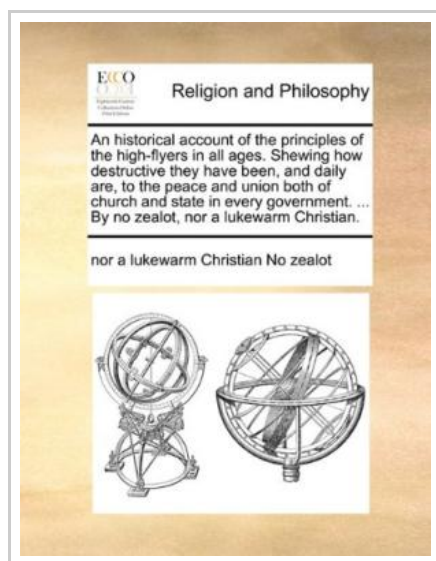 ECCO
Religion and Philosophy
An historical account of the principles of
the high-flyers in all ages. Shewing how
destructive they have been, and daily
are, to the peace and union both of
church and state in every government. ...
By no zealot, nor a lukewarm Christian.
nor a lukewarm Christian No zealot